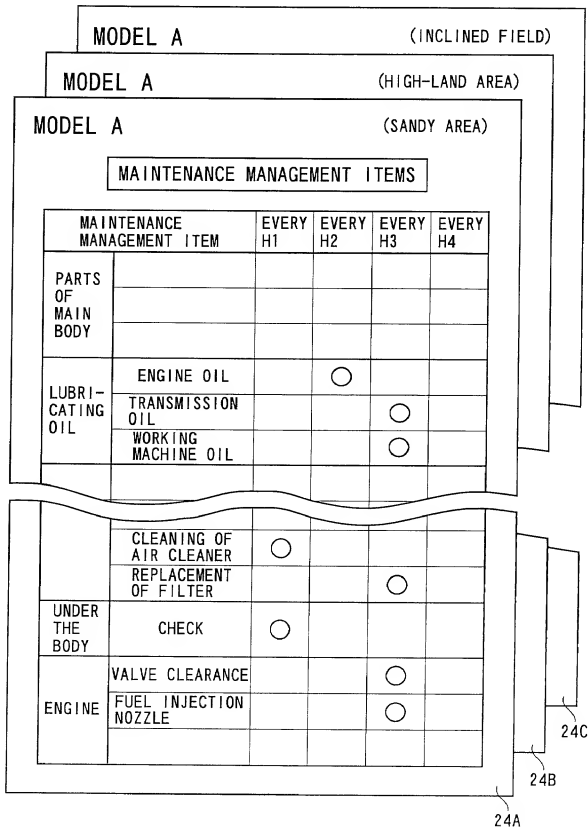 MODEL A (INCLINED FIELD)
MODEL A (HIGH-LAND AREA)
MODEL A (SANDY AREA)
MAINTENANCE MANAGEMENT ITEMS
MAINTENANCE
MANAGEMENT ITEM
EVERY
H1
EVERY
H2
EVERY
H3
EVERY
H4
PARTS
OF
MAIN
BODY
LUBRI-
CATING
OIL
ENGINE OIL
TRANSMISSION
OIL
WORKING
MACHINE OIL
CLEANING OF
AIR CLEANER
REPLACEMENT
OF FILTER
UNDER
THE
BODY
CHECK
ENGINE
VALVE CLEARANCE
FUEL INJECTION
NOZZLE
24C
24B
24A